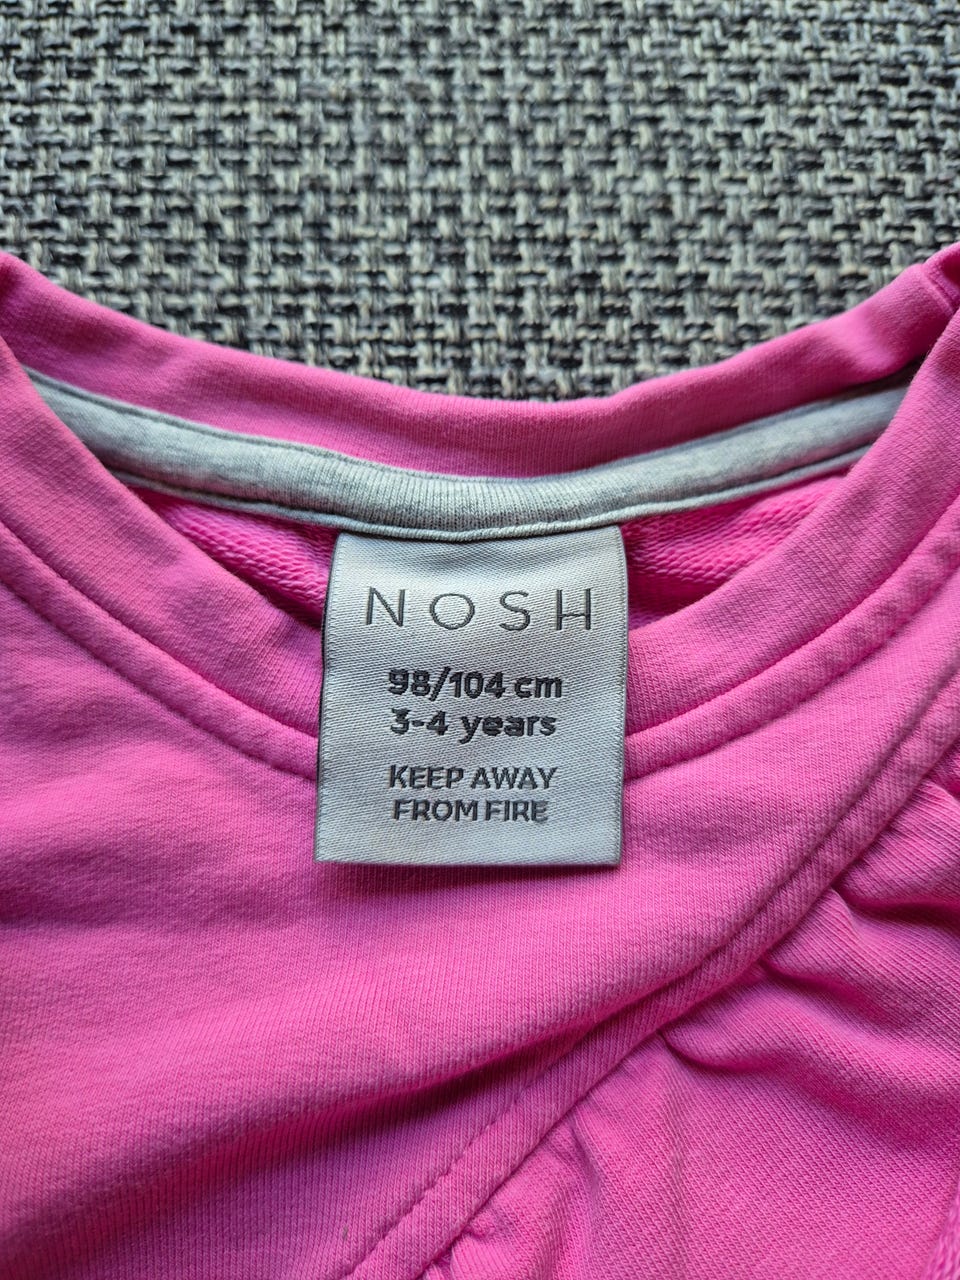 NOSH
98/104 cm
3-4 years
KEEP AWAY
FROM FIRE